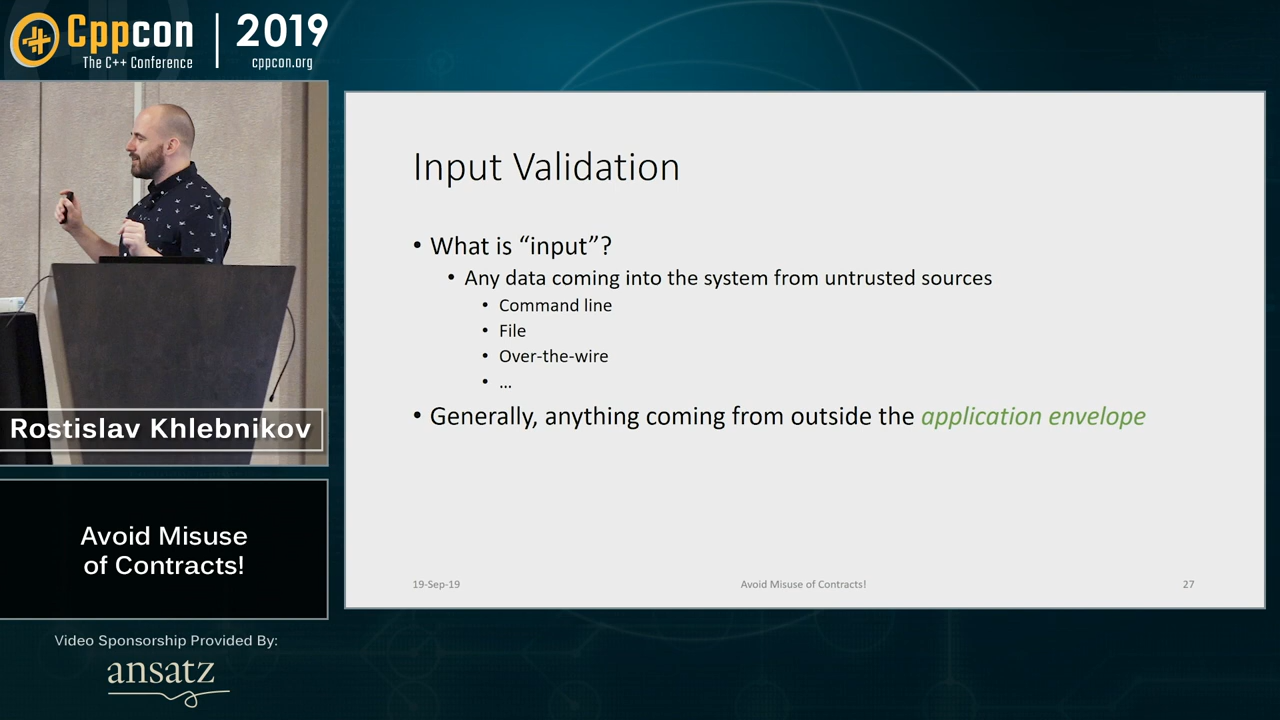 Cppcon | 2019
The C++ Conference cppcon.org
Rostislav Khlebnikov
Avoid Misuse
of Contracts!
Video Sponsorship Provided By:
ansatz
Input Validation
• What is “input”?
• Any data coming into the system from untrusted sources
• Command line
• File
• Over-the-wire
• ...
• Generally, anything coming from outside the application envelope
19-Sep-19 Avoid Misuse of Contracts! 27